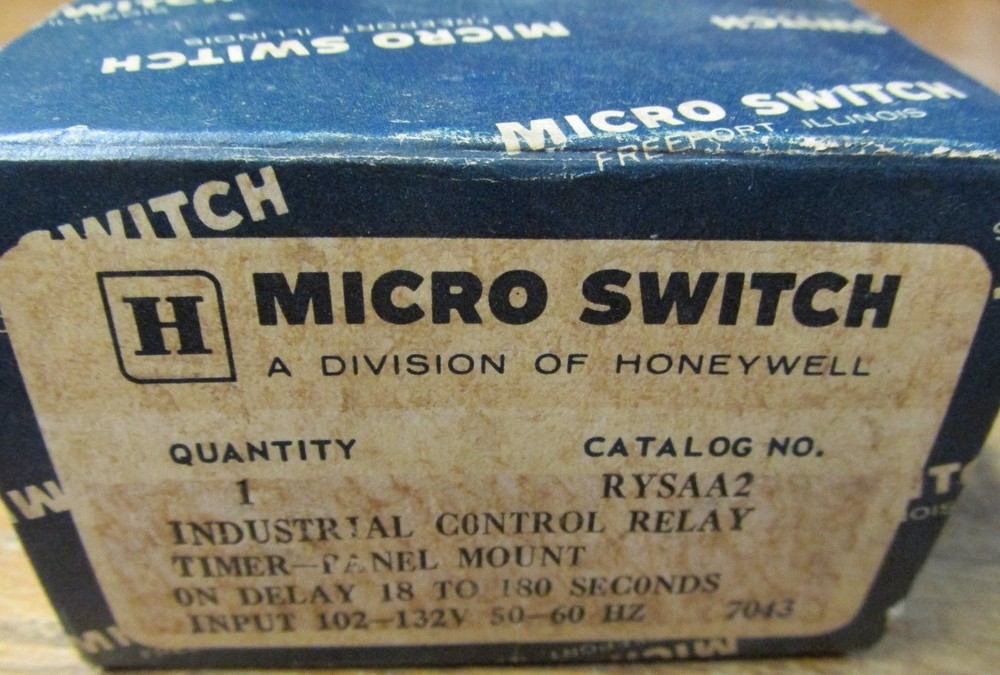 MICRO SWITCH
FREEPORT, ILLINOIS
SWITCH
MICRO SWITCH
FREEPORT ILLINOIS
SWITCH
H MICRO SWITCH
A DIVISION OF HONEYWELL
QUANTITY CATALOG NO.
1 RYSAA2
INDUSTRIAL CONTROL RELAY
TIMER-PANEL MOUNT
ON DELAY 18 TO 180 SECONDS
INPUT 102-132V 50-60 HZ 7043